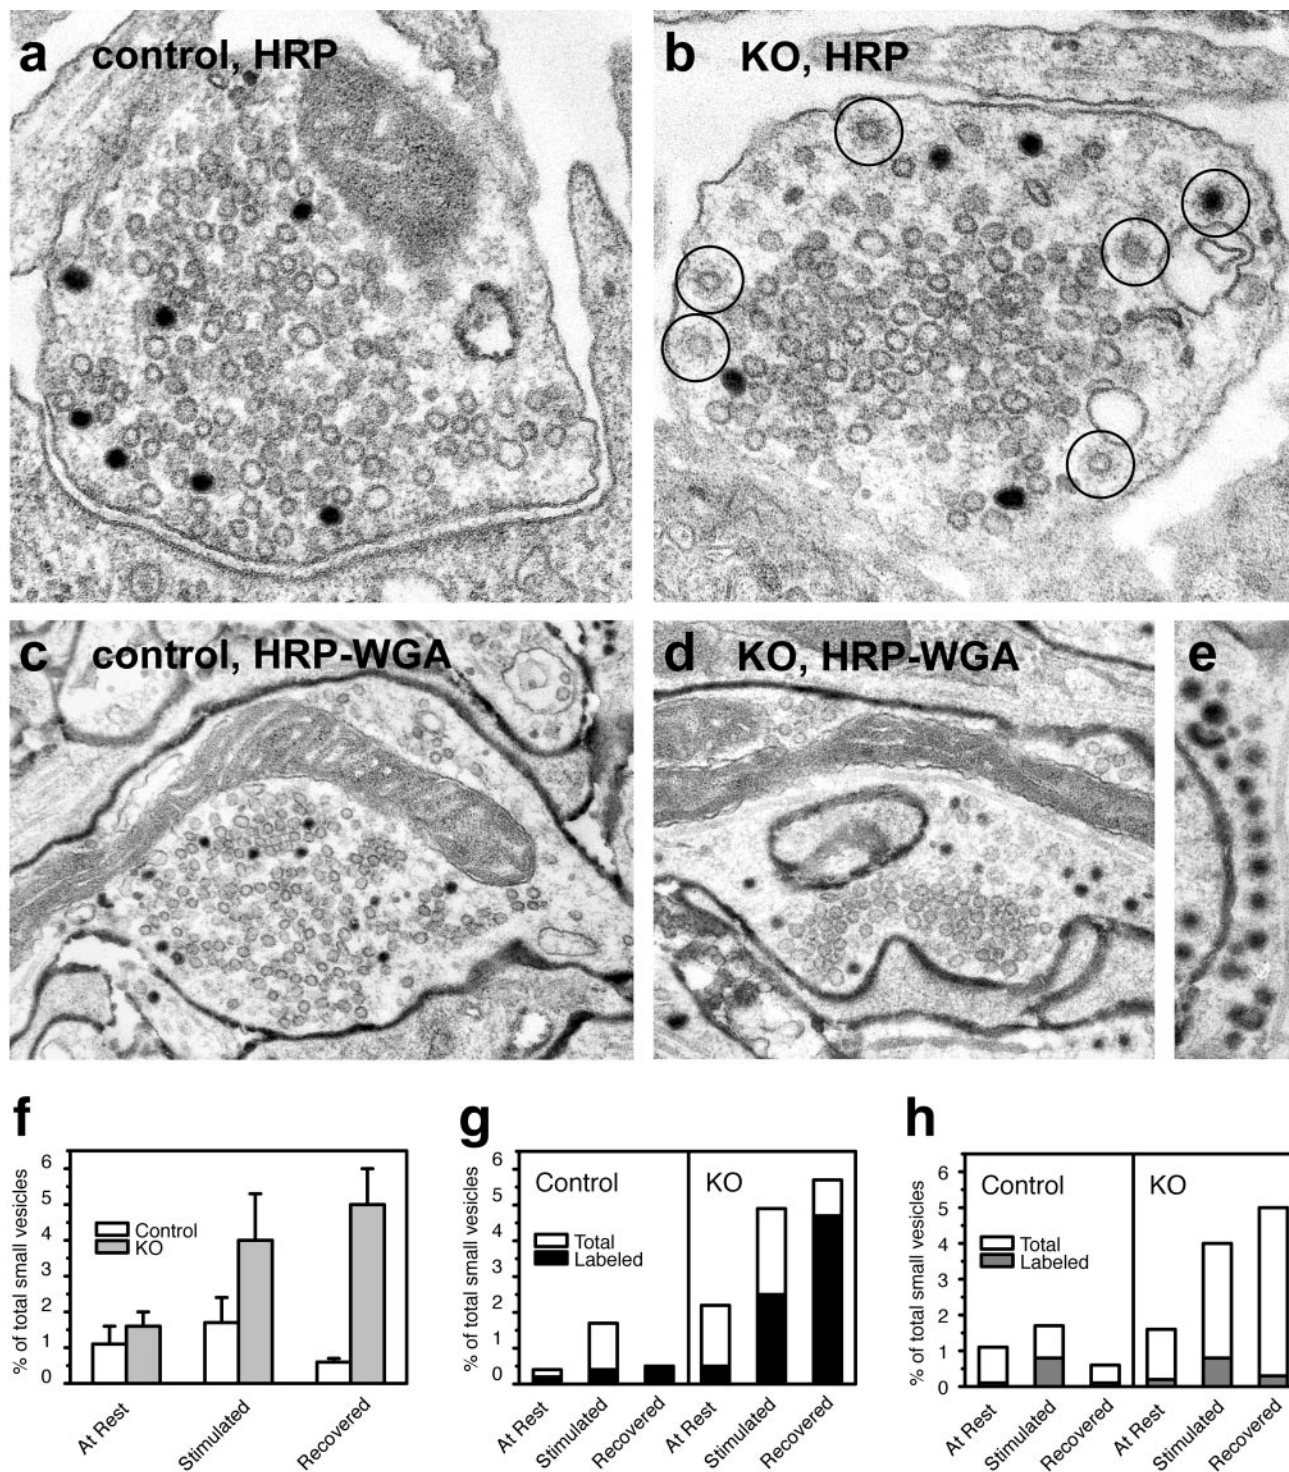 a control, HRP
b KO, HRP
c control, HRP-WGA
d KO, HRP-WGA
e
f
% of total small vesicles
6
5
4
3
2
1
0
Control
KO
At Rest
Stimulated
Recovered
g
% of total small vesicles
6
5
4
3
2
1
0
Control
KO
Total
Labeled
At Rest
Stimulated
Recovered
At Rest
Stimulated
Recovered
h
% of total small vesicles
6
5
4
3
2
1
0
Control
KO
Total
Labeled
At Rest
Stimulated
Recovered
At Rest
Stimulated
Recovered